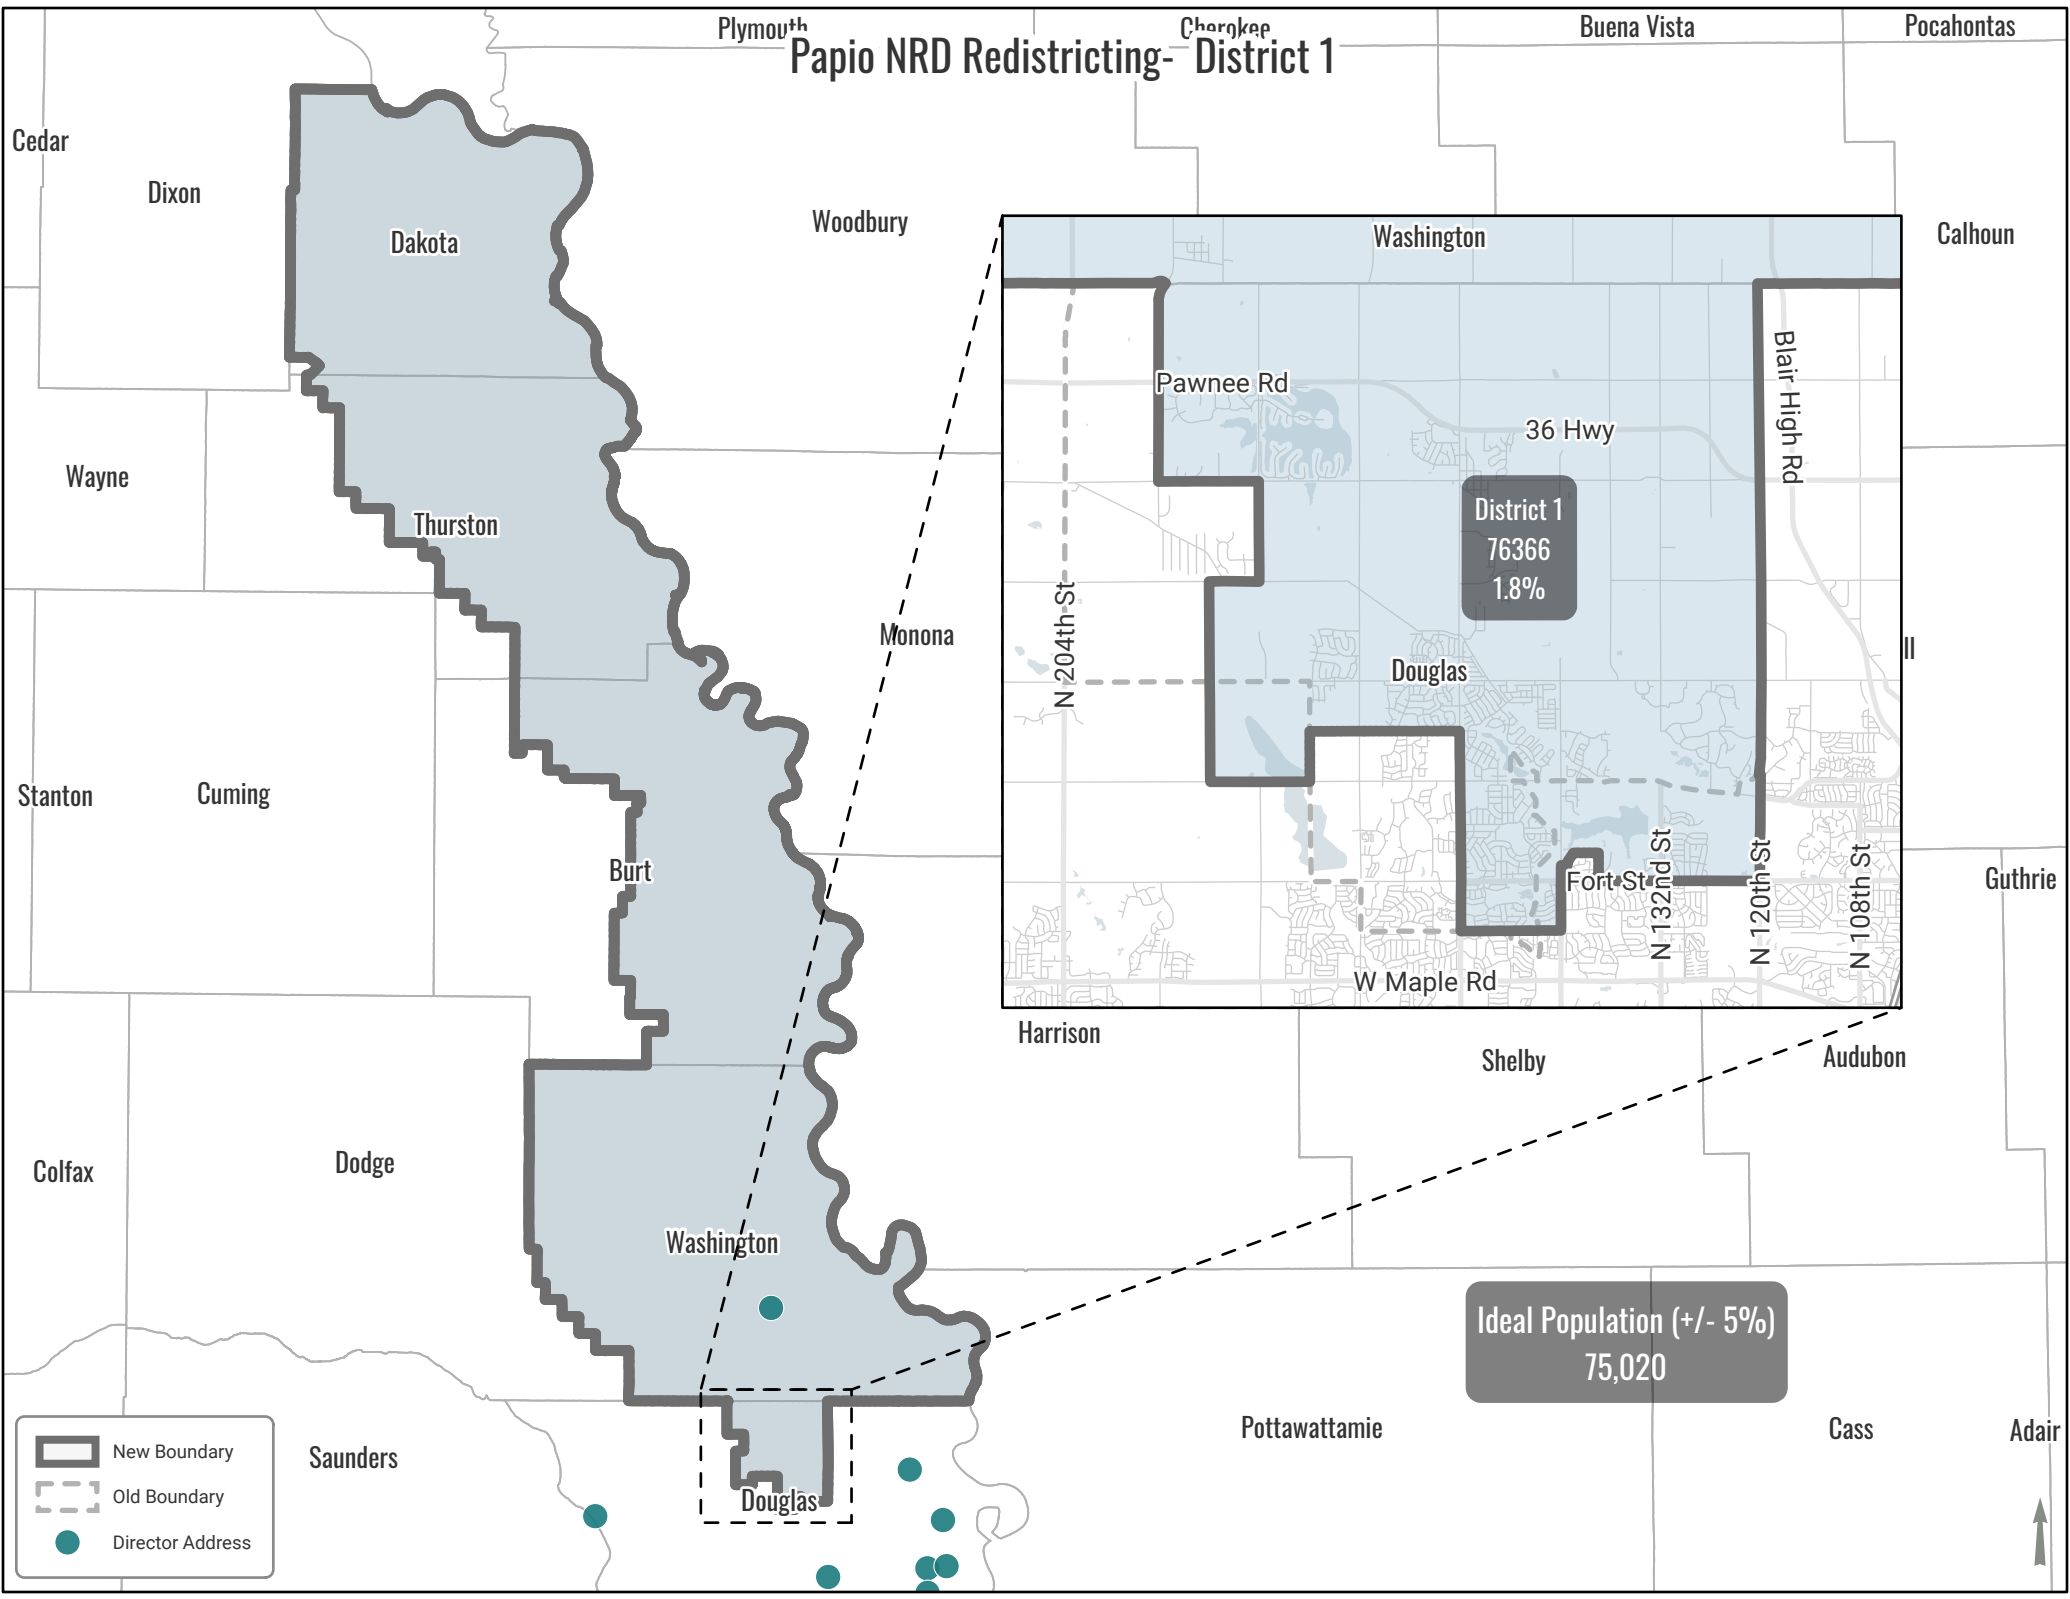 Plymouth
Cherokee
Buena Vista
Pocahontas
Papio NRD Redistricting- District 1
Cedar
Dixon
Dakota
Woodbury
Calhoun
Washington
Pawnee Rd
36 Hwy
Blair High Rd
District 1
76366
1.8%
N 204th St
Douglas
Fort St
N 132nd St
N 120th St
N 108th St
W Maple Rd
Wayne
Thurston
Monona
ll
Stanton
Cuming
Burt
Guthrie
Harrison
Shelby
Audubon
Colfax
Dodge
Washington
Ideal Population (+/- 5%)
75,020
Pottawattamie
Cass
Adair
Saunders
Douglas
New Boundary
Old Boundary
Director Address